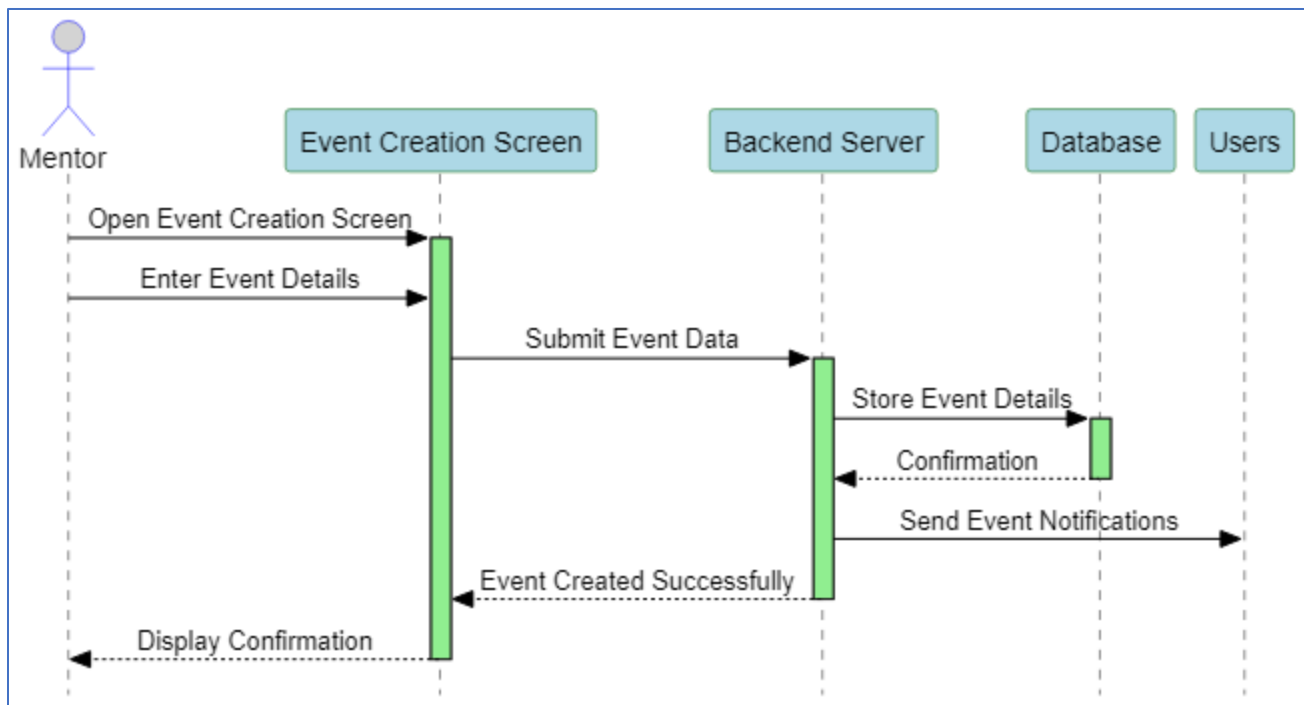 Mentor
Event Creation Screen
Backend Server
Database
Users
Open Event Creation Screen
Enter Event Details
Submit Event Data
Store Event Details
Confirmation
Send Event Notifications
Event Created Successfully
Display Confirmation